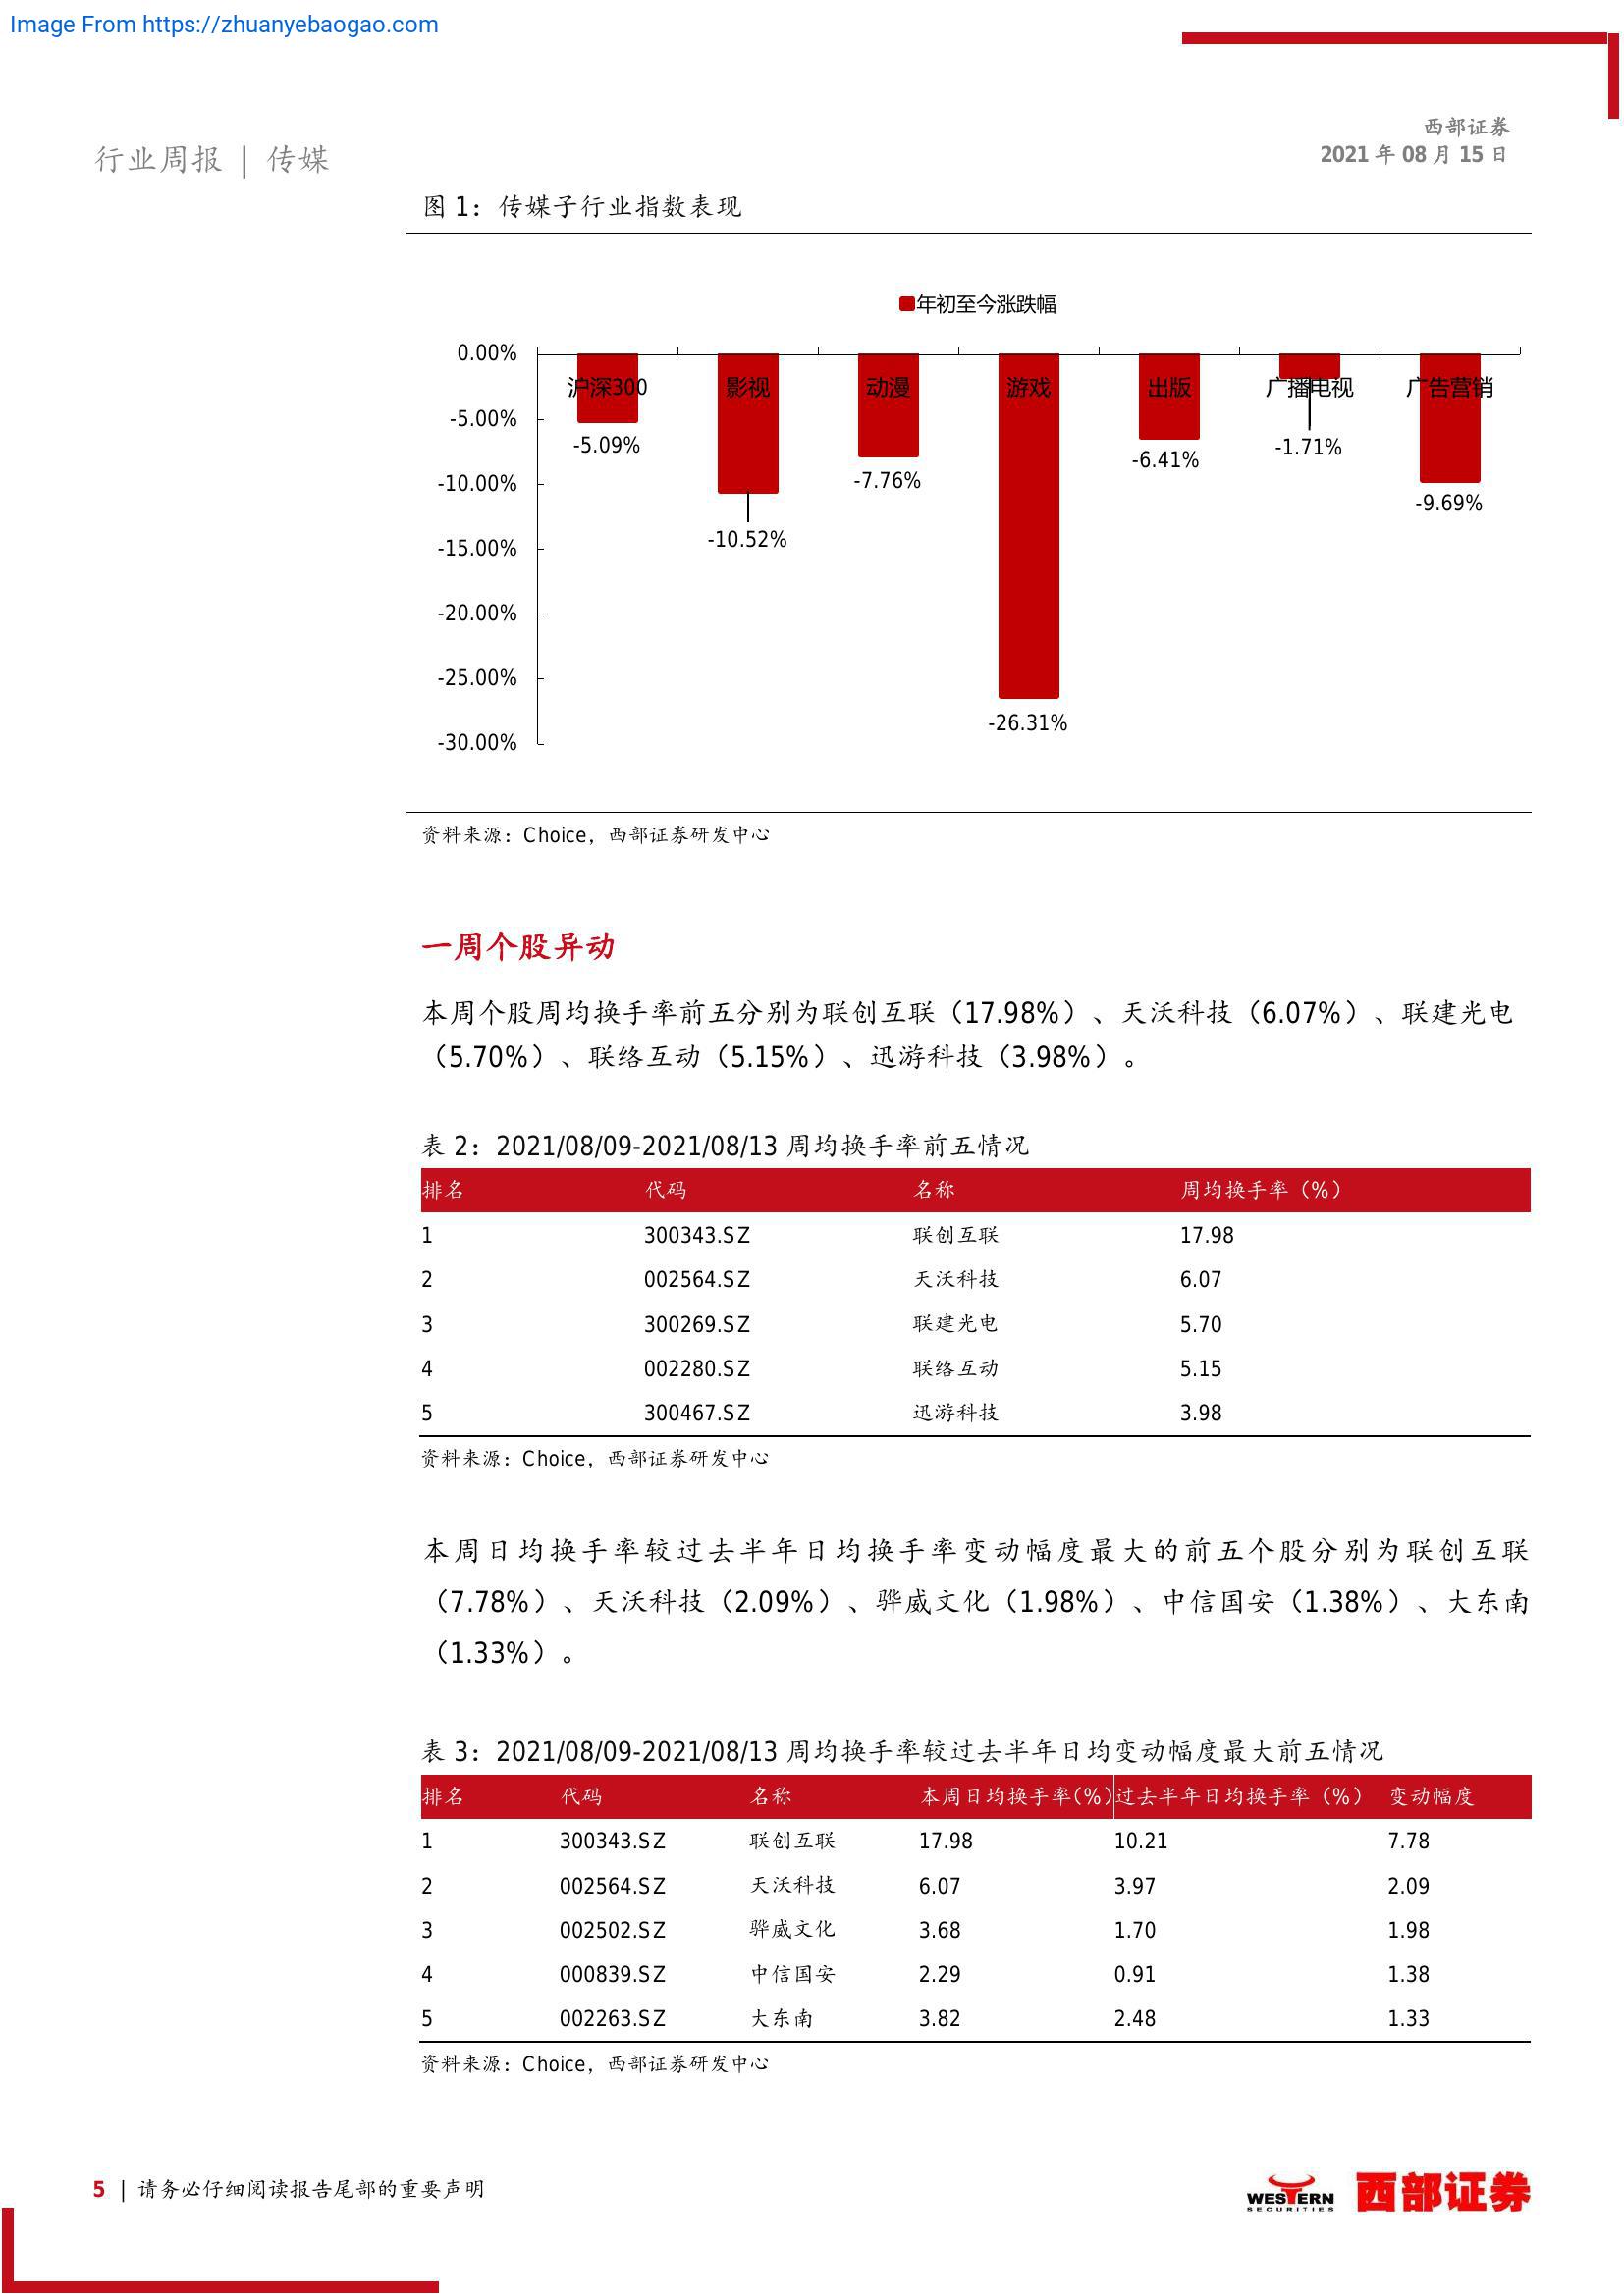 Image From https://zhuanyebaogao.com
西部证券
2021 年 08 月 15 日
行业周报 | 传媒
图 1：传媒子行业指数表现
年初至今涨跌幅
0.00%
-5.00%
-10.00%
-15.00%
-20.00%
-25.00%
-30.00%
沪深300 影视 动漫 游戏 出版 广播电视 广告营销
-5.09% -10.52% -7.76% -26.31% -6.41% -1.71% -9.69%
资料来源：Choice，西部证券研发中心
一周个股异动
本周个股周均换手率前五分别为联创互联（17.98%）、天沃科技（6.07%）、联建光电
（5.70%）、联络互动（5.15%）、迅游科技（3.98%）。
表 2：2021/08/09-2021/08/13 周均换手率前五情况
排名 代码 名称 周均换手率（%）
1 300343.SZ 联创互联 17.98
2 002564.SZ 天沃科技 6.07
3 300269.SZ 联建光电 5.70
4 002280.SZ 联络互动 5.15
5 300467.SZ 迅游科技 3.98
资料来源：Choice，西部证券研发中心
本周日均换手率较过去半年日均换手率变动幅度最大的前五个股分别为联创互联
（7.78%）、天沃科技（2.09%）、骅威文化（1.98%）、中信国安（1.38%）、大东南
（1.33%）。
表 3：2021/08/09-2021/08/13 周均换手率较过去半年日均变动幅度最大前五情况
排名 代码 名称 本周日均换手率(%) 过去半年日均换手率（%） 变动幅度
1 300343.SZ 联创互联 17.98 10.21 7.78
2 002564.SZ 天沃科技 6.07 3.97 2.09
3 002502.SZ 骅威文化 3.68 1.70 1.98
4 000839.SZ 中信国安 2.29 0.91 1.38
5 002263.SZ 大东南 3.82 2.48 1.33
资料来源：Choice，西部证券研发中心
5 | 请务必仔细阅读报告尾部的重要声明
WESTERN
SECURITIES
西部证券